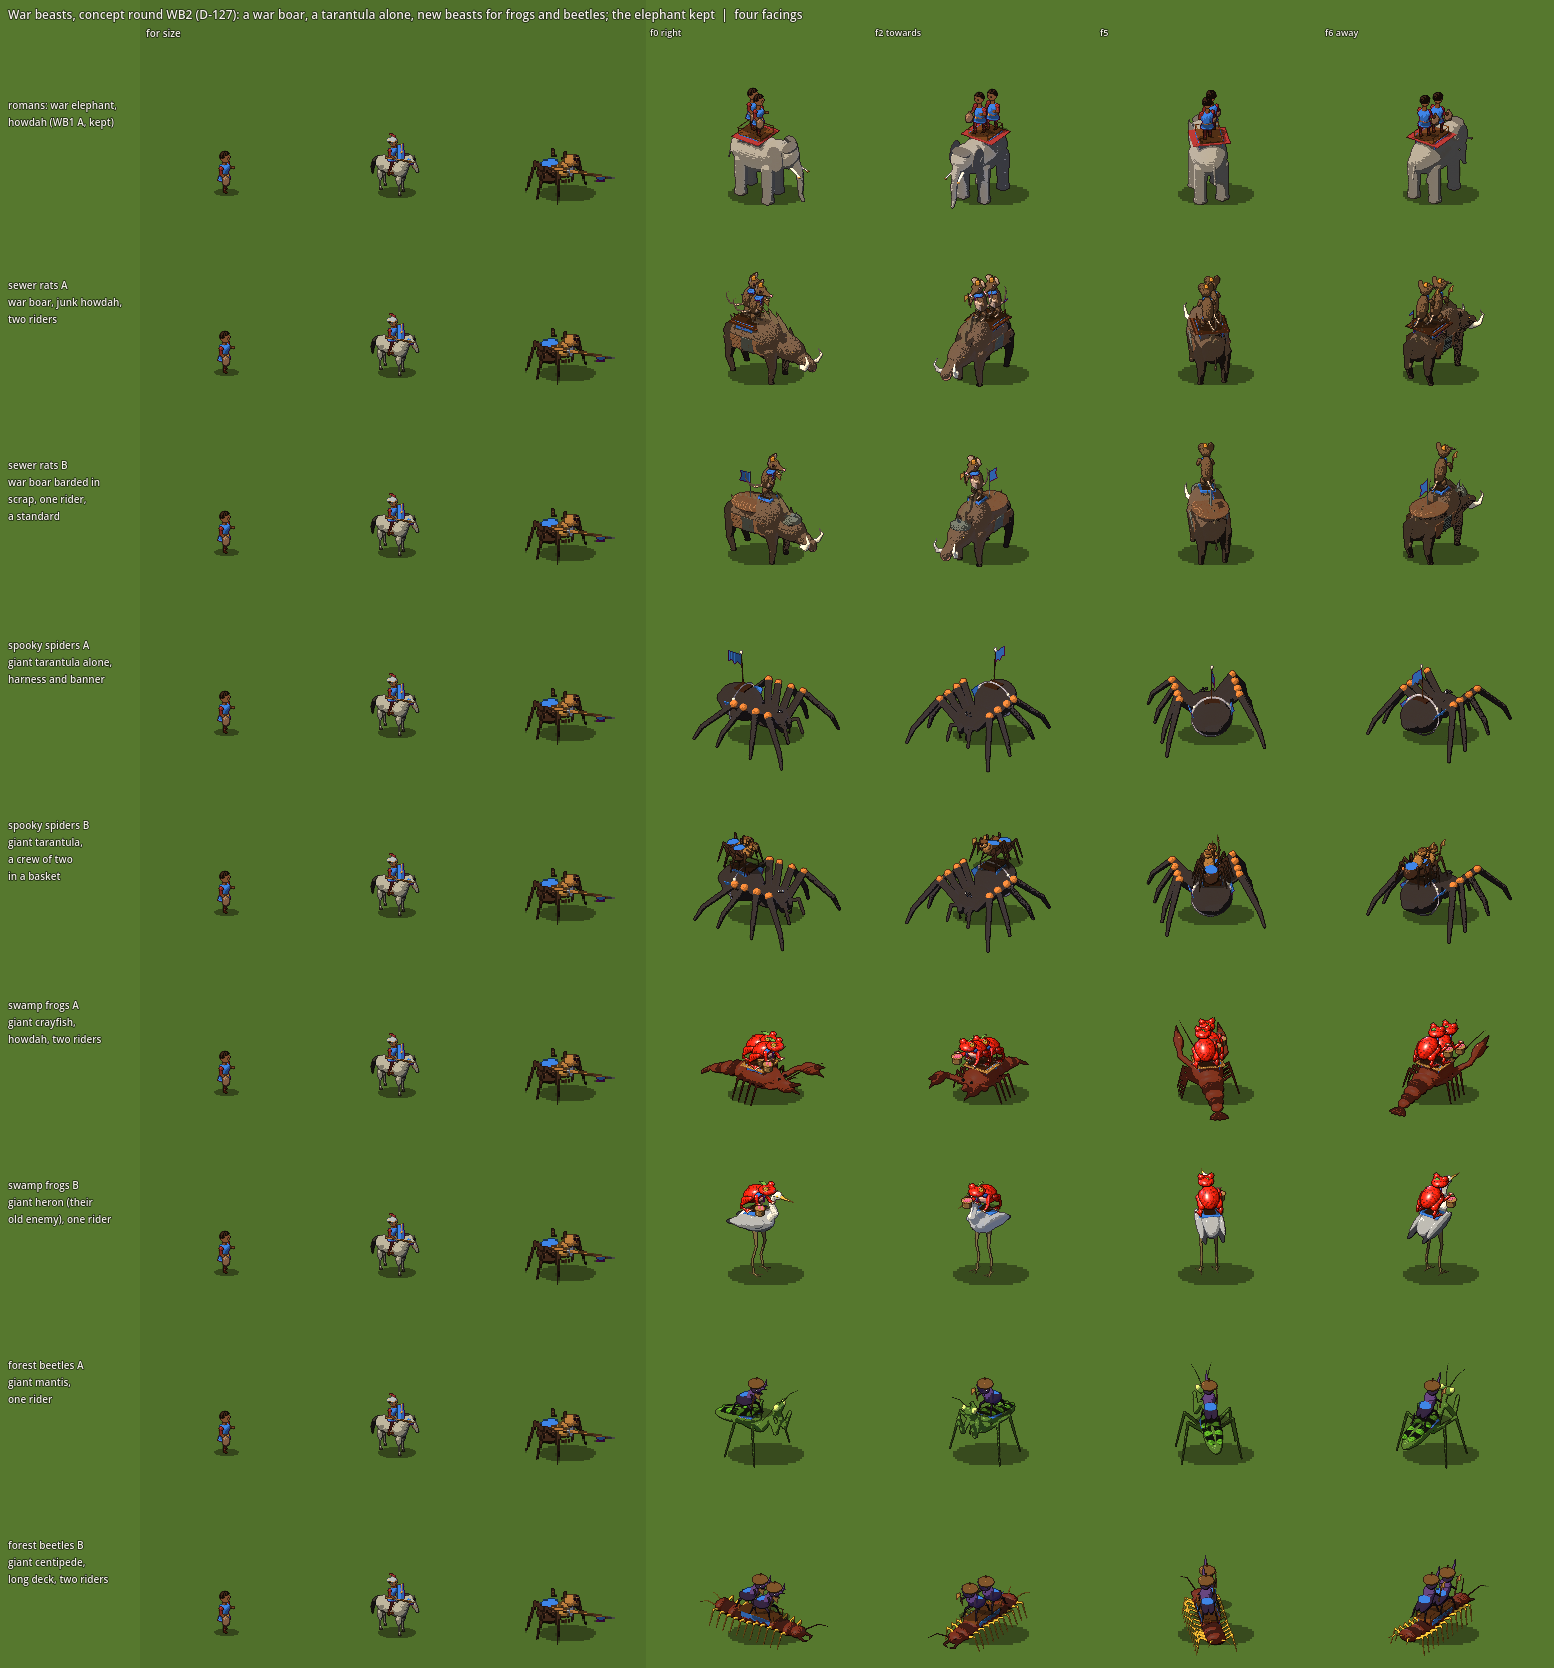 War beasts, concept round WB2 (D-127): a war boar, a tarantula alone, new beasts for frogs and beetles; the elephant kept | four facings
for size
f0 right
f2 towards
f5
f6 away
romans: war elephant,
howdah (WB1 A, kept)
sewer rats A
war boar, junk howdah,
two riders
sewer rats B
war boar barded in
scrap, one rider,
a standard
spooky spiders A
giant tarantula alone,
harness and banner
spooky spiders B
giant tarantula,
a crew of two
in a basket
swamp frogs A
giant crayfish,
howdah, two riders
swamp frogs B
giant heron (their
old enemy), one rider
forest beetles A
giant mantis,
one rider
forest beetles B
giant centipede,
long deck, two riders